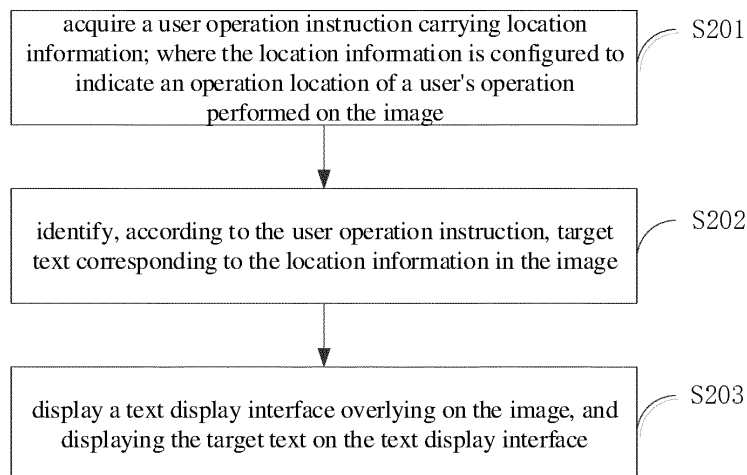 acquire a user operation instruction carrying location
information; where the location information is configured to
indicate an operation location of a user's operation
performed on the image
S201
identify, according to the user operation instruction, target
text corresponding to the location information in the image
S202
display a text display interface overlying on the image, and
displaying the target text on the text display interface
S203